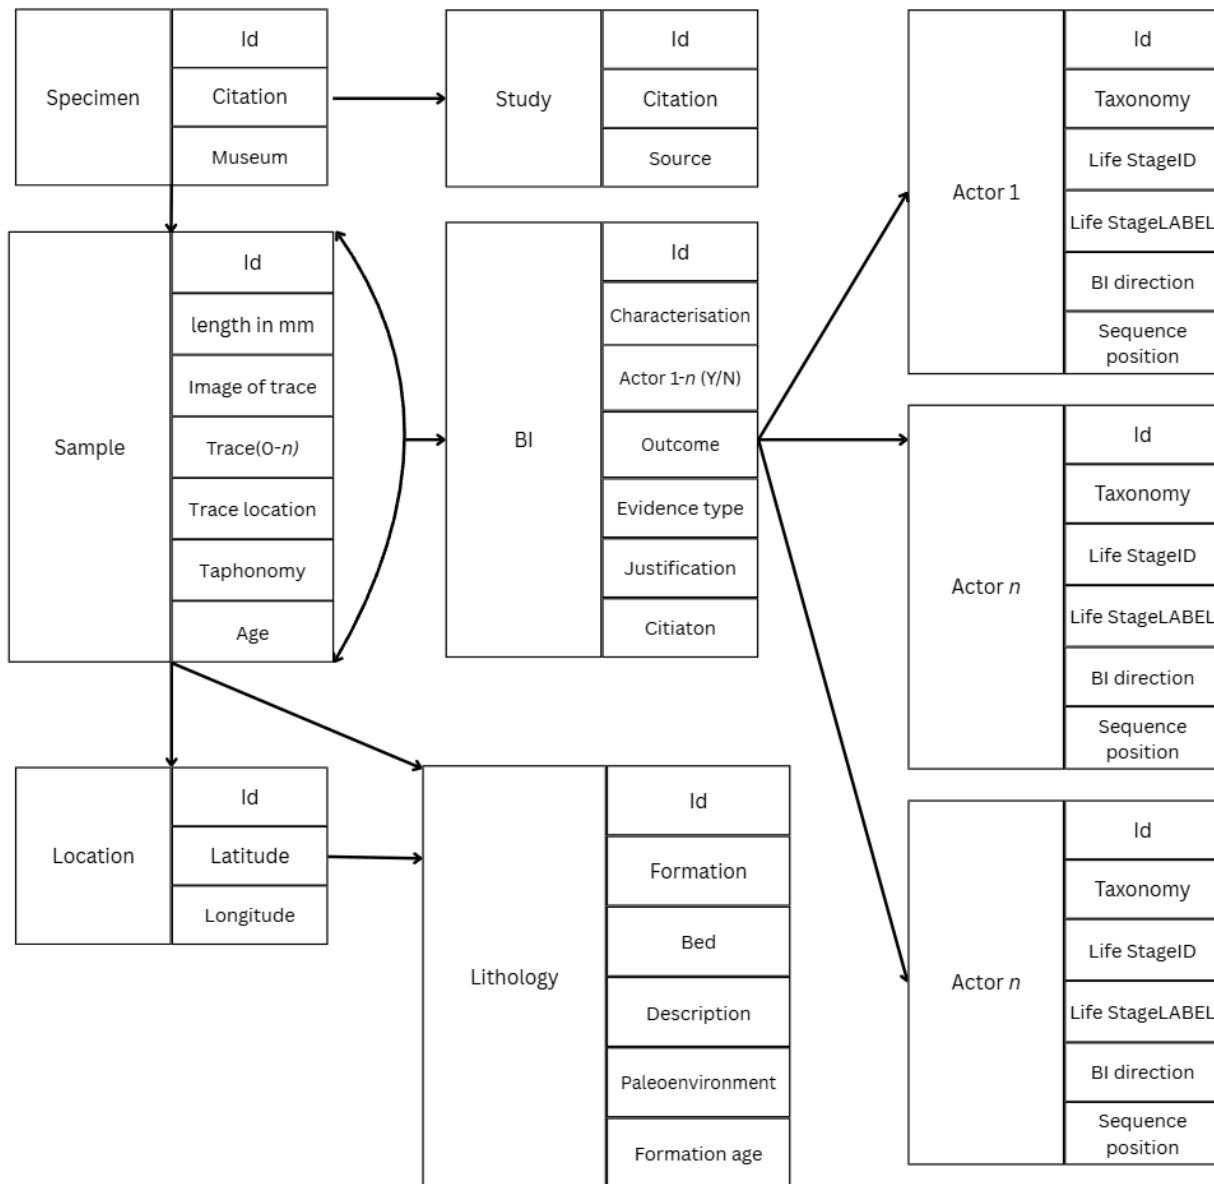 Specimen
Id
Citation
Museum
Study
Id
Citation
Source
Actor 1
Id
Taxonomy
Life StageID
Life StageLABEL
BI direction
Sequence
position
Sample
Id
length in mm
Image of trace
Trace(0-n)
Trace location
Taphonomy
Age
BI
Id
Characterisation
Actor 1-n (Y/N)
Outcome
Evidence type
Justification
Citiaton
Actor n
Id
Taxonomy
Life StageID
Life StageLABEL
BI direction
Sequence
position
Location
Id
Latitude
Longitude
Lithology
Id
Formation
Bed
Description
Paleoenvironment
Formation age
Actor n
Id
Taxonomy
Life StageID
Life StageLABEL
BI direction
Sequence
position